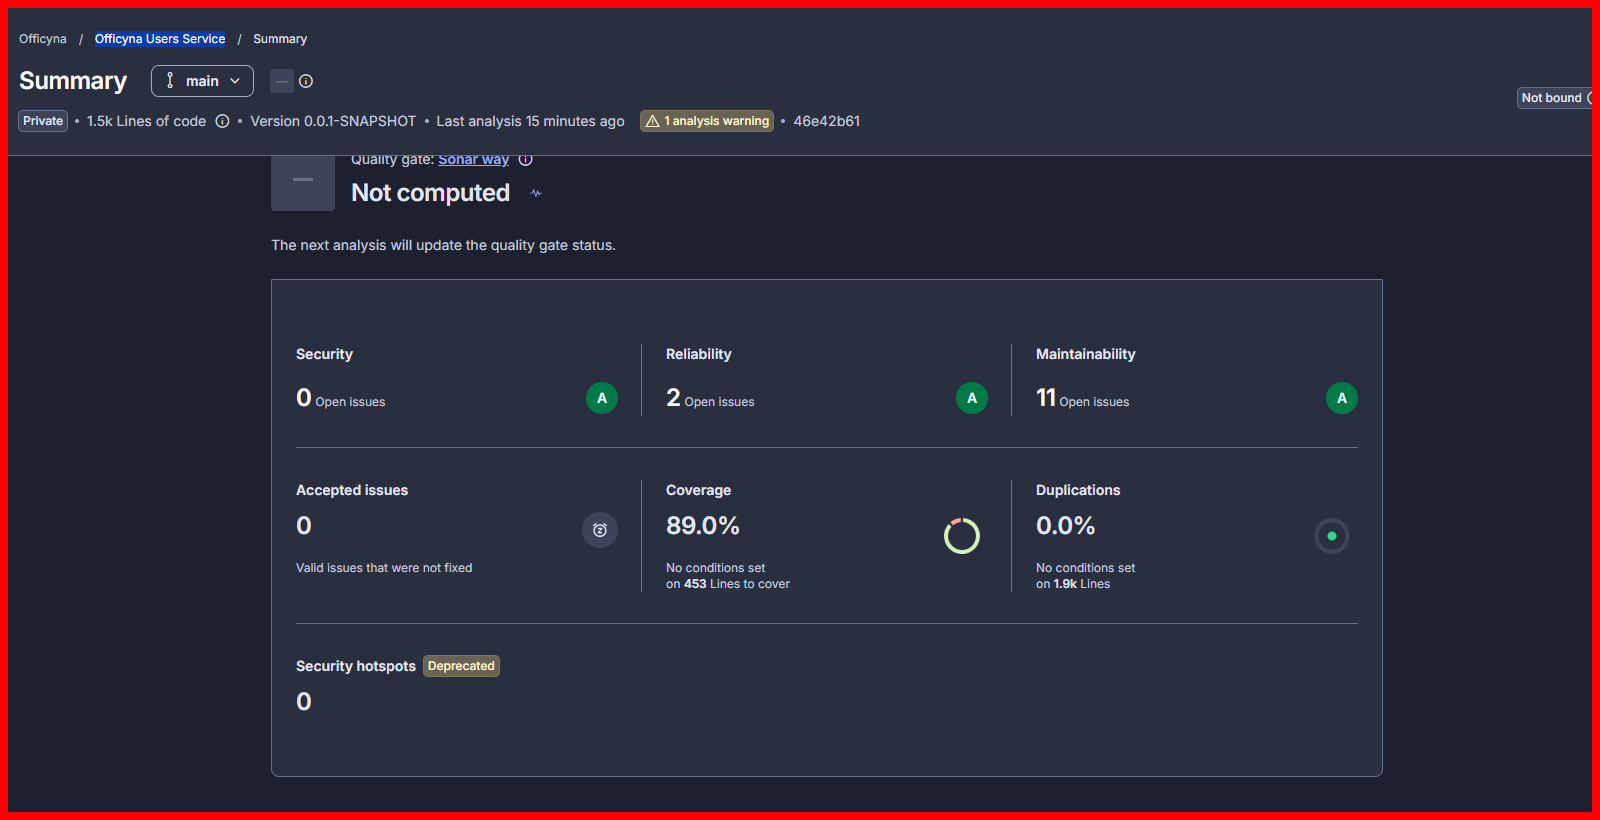 Officyna / Officyna Users Service / Summary
Summary main
Private • 1.5k Lines of code • Version 0.0.1-SNAPSHOT • Last analysis 15 minutes ago 1 analysis warning • 46e42b61
Not bound
Quality gate: Sonar way
Not computed
The next analysis will update the quality gate status.
Security
0 Open issues A
Reliability
2 Open issues A
Maintainability
11 Open issues A
Accepted issues
0
Valid issues that were not fixed
Coverage
89.0%
No conditions set
on 453 Lines to cover
Duplications
0.0%
No conditions set
on 1.9k Lines
Security hotspots Deprecated
0